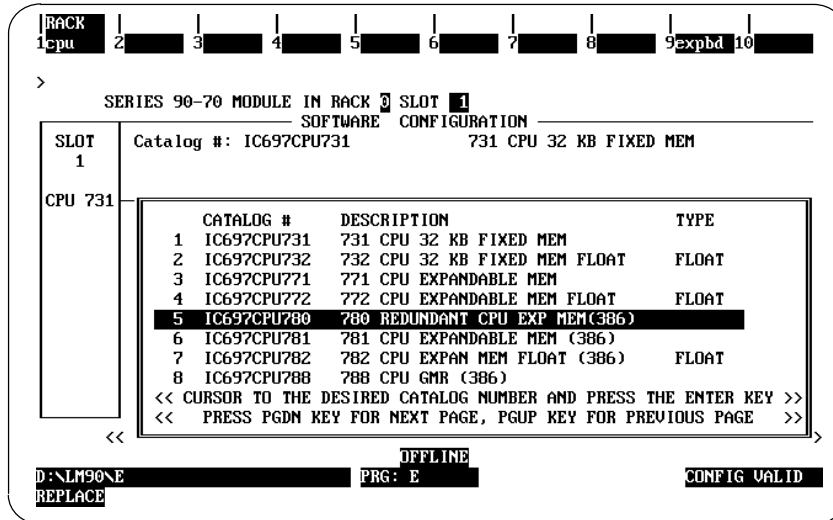 RACK
1cpu 2 3 4 5 6 7 8 9expbd 10
>
SERIES 90-70 MODULE IN RACK 0 SLOT 1
SOFTWARE CONFIGURATION
SLOT Catalog #: IC697CPU731 731 CPU 32 KB FIXED MEM
1
CPU 731
CATALOG # DESCRIPTION TYPE
1 IC697CPU731 731 CPU 32 KB FIXED MEM
2 IC697CPU732 732 CPU 32 KB FIXED MEM FLOAT FLOAT
3 IC697CPU771 771 CPU EXPANDABLE MEM
4 IC697CPU772 772 CPU EXPANDABLE MEM FLOAT FLOAT
5 IC697CPU780 780 REDUNDANT CPU EXP MEM(386)
6 IC697CPU781 781 CPU EXPANDABLE MEM (386)
7 IC697CPU782 782 CPU EXPAN MEM FLOAT (386) FLOAT
8 IC697CPU788 788 CPU GMR (386)
<< CURSOR TO THE DESIRED CATALOG NUMBER AND PRESS THE ENTER KEY >>
<< PRESS PGDN KEY FOR NEXT PAGE, PGUP KEY FOR PREVIOUS PAGE >>
<< >
OFFLINE
D:\LM90\E PRG: E CONFIG VALID
REPLACE